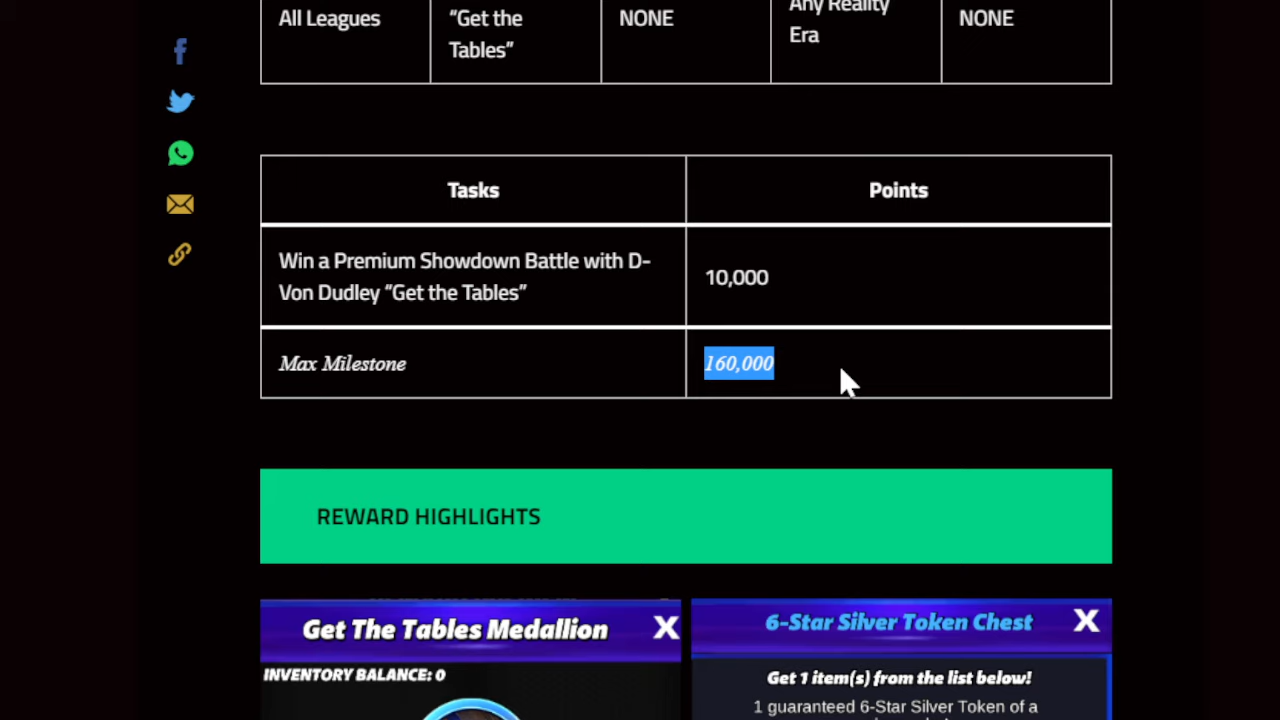 All Leagues
“Get the
Tables”
NONE
Any Reality
Era
NONE
Tasks
Points
Win a Premium Showdown Battle with D-
Von Dudley “Get the Tables”
10,000
Max Milestone
160,000
REWARD HIGHLIGHTS
Get The Tables Medallion
X
INVENTORY BALANCE: 0
6-Star Silver Token Chest
X
Get 1 item(s) from the list below!
1 guaranteed 6-Star Silver Token of a